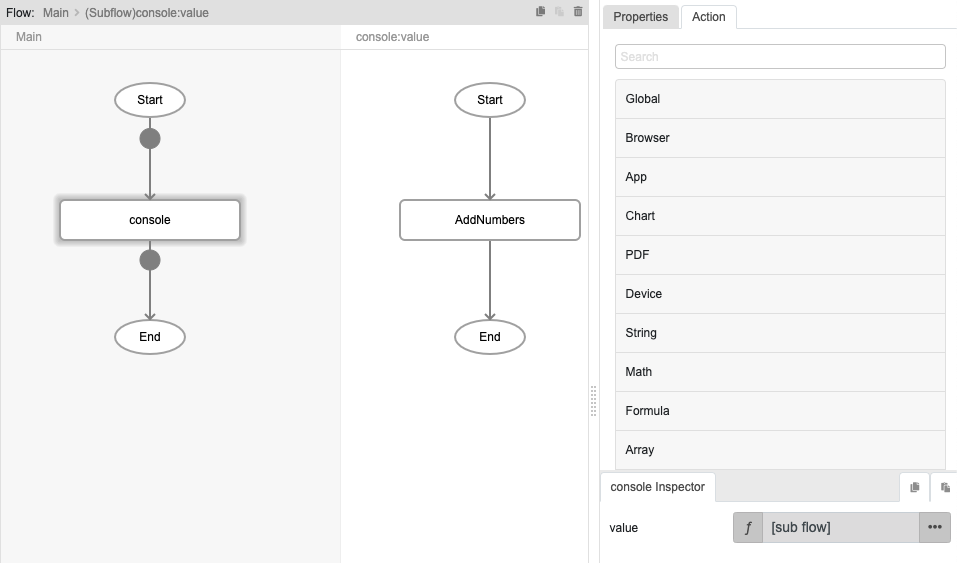 Flow: Main > (Subflow)console:value
Main
console:value
Start
console
End
Start
AddNumbers
End
Properties
Action
Search
Global
Browser
App
Chart
PDF
Device
String
Math
Formula
Array
console Inspector
value
f
[sub flow]
•••